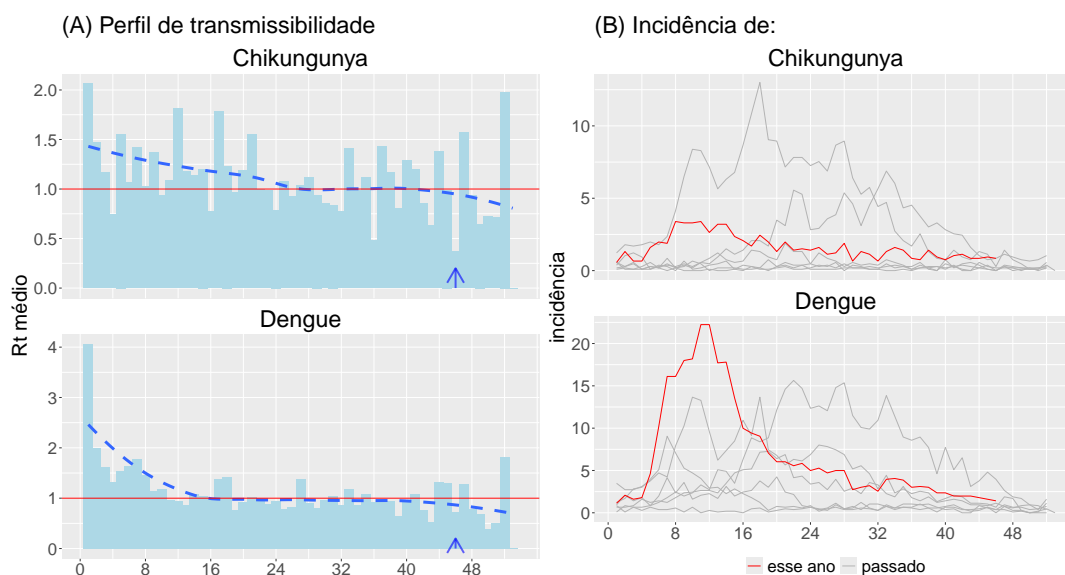 (A) Perfil de transmissibilidade
Chikungunya
2.0
1.5
1.0
0.5
0.0
Dengue
4
3
2
1
0
0 8 16 24 32 40 48
Rt médio
(B) Incidência de:
Chikungunya
10
5
0
Dengue
20
15
10
5
0
0 8 16 24 32 40 48
incidência
esse ano passado